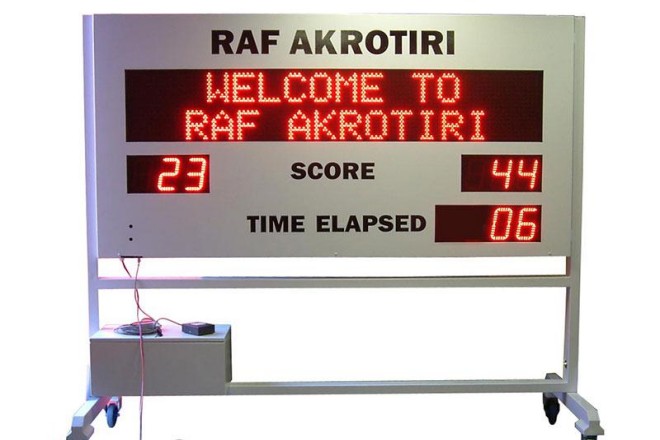 RAF AKROTIRI
WELCOME TO
RAF AKROTIRI
23 SCORE 44
TIME ELAPSED 06